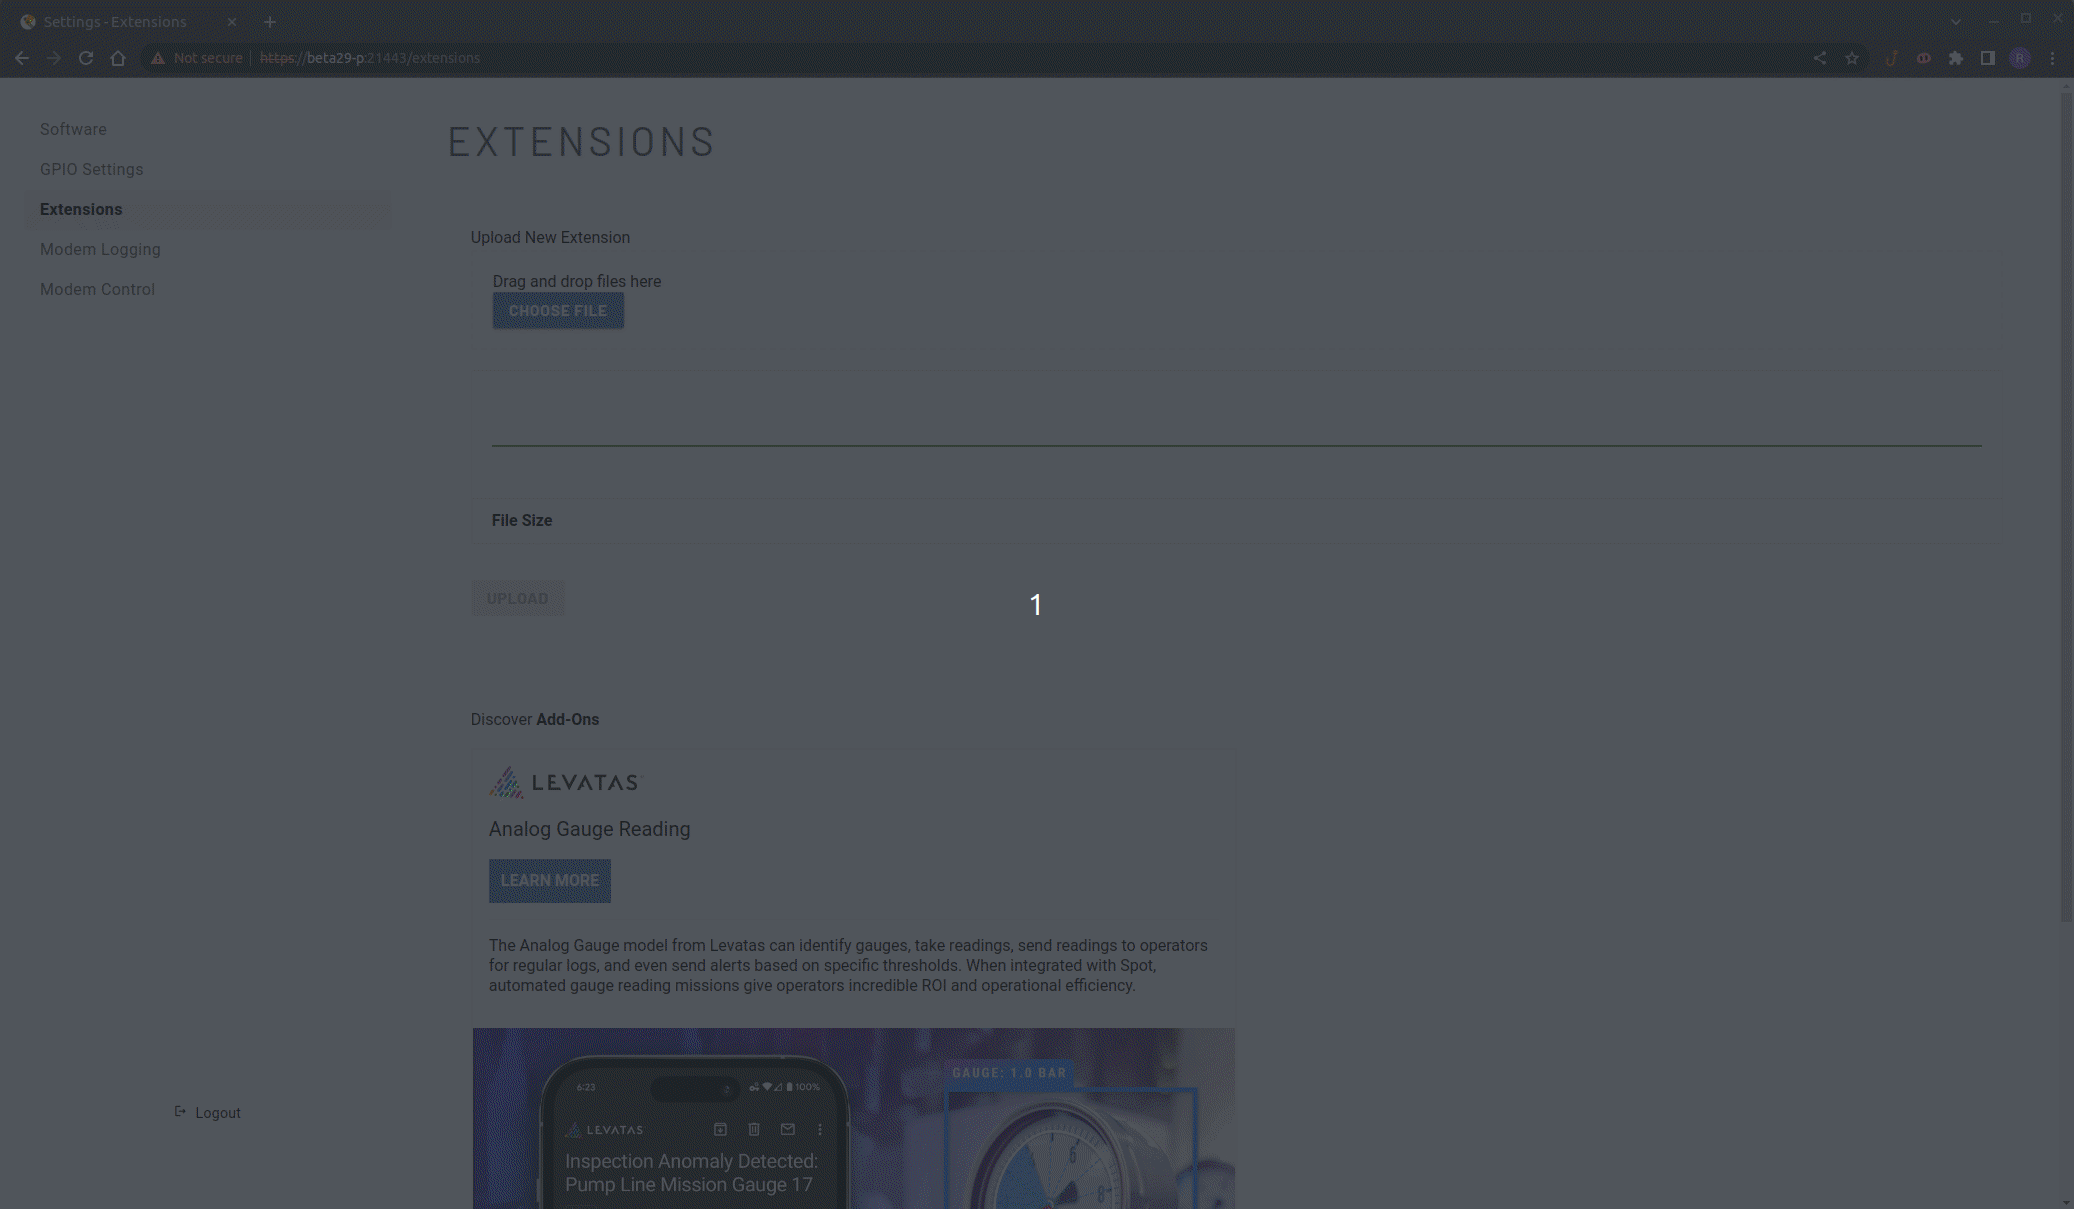 Settings - Extensions
Not secure | https://beta29-p:21443/extensions
R
Software
GPIO Settings
Extensions
Modem Logging
Modem Control
Logout
EXTENSIONS
Upload New Extension
Drag and drop files here
CHOOSE FILE
File Size
UPLOAD
1
Discover Add-Ons
LEVATAS
Analog Gauge Reading
LEARN MORE
The Analog Gauge model from Levatas can identify gauges, take readings, send readings to operators
for regular logs, and even send alerts based on specific thresholds. When integrated with Spot,
automated gauge reading missions give operators incredible ROI and operational efficiency.
6:23
100%
LEVATAS
Inspection Anomaly Detected:
Pump Line Mission Gauge 17
GAUGE: 1.0 BAR
6
8